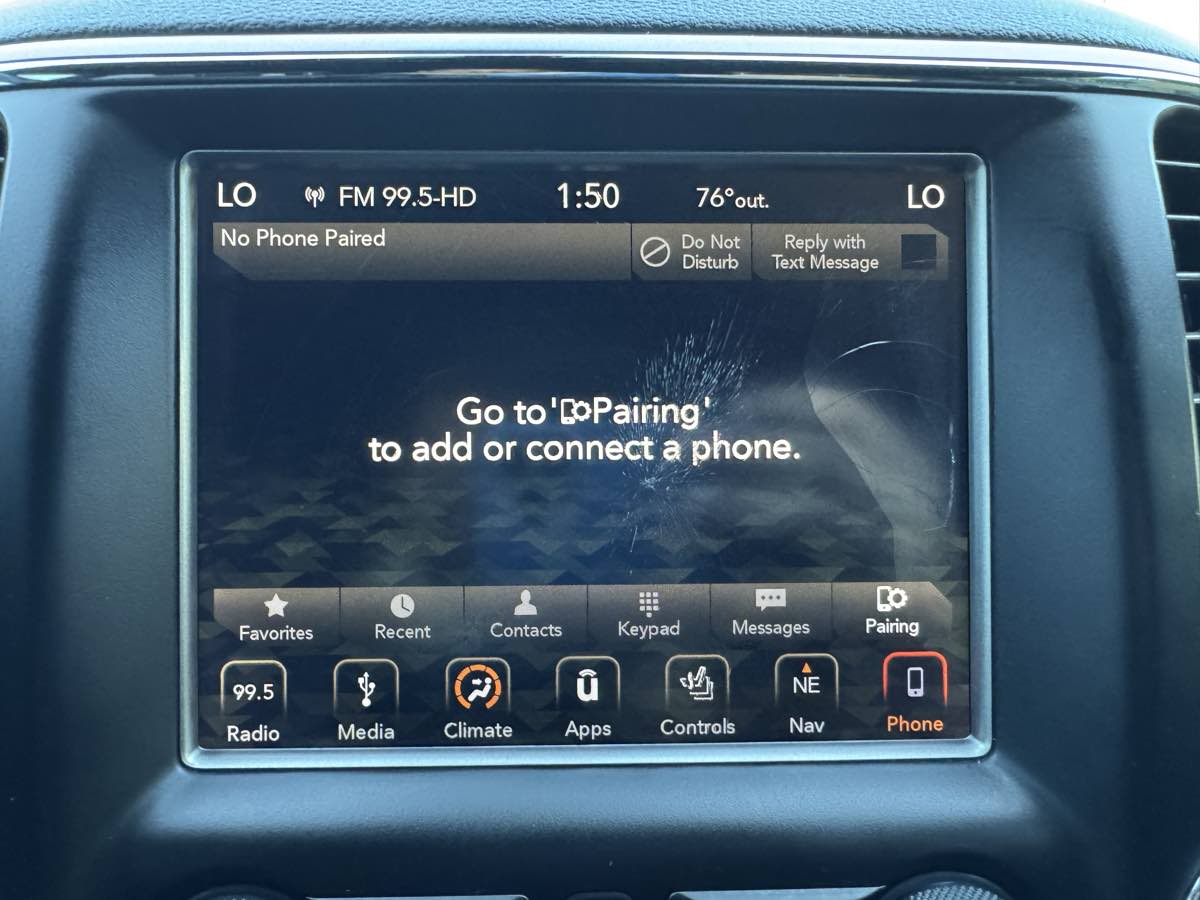 LO FM 99.5-HD 1:50 76°out. LO
No Phone Paired
Do Not
Disturb
Reply with
Text Message
Go to 'Pairing'
to add or connect a phone.
Favorites Recent Contacts Keypad Messages Pairing
99.5 NE
Radio Media Climate Apps Controls Nav Phone